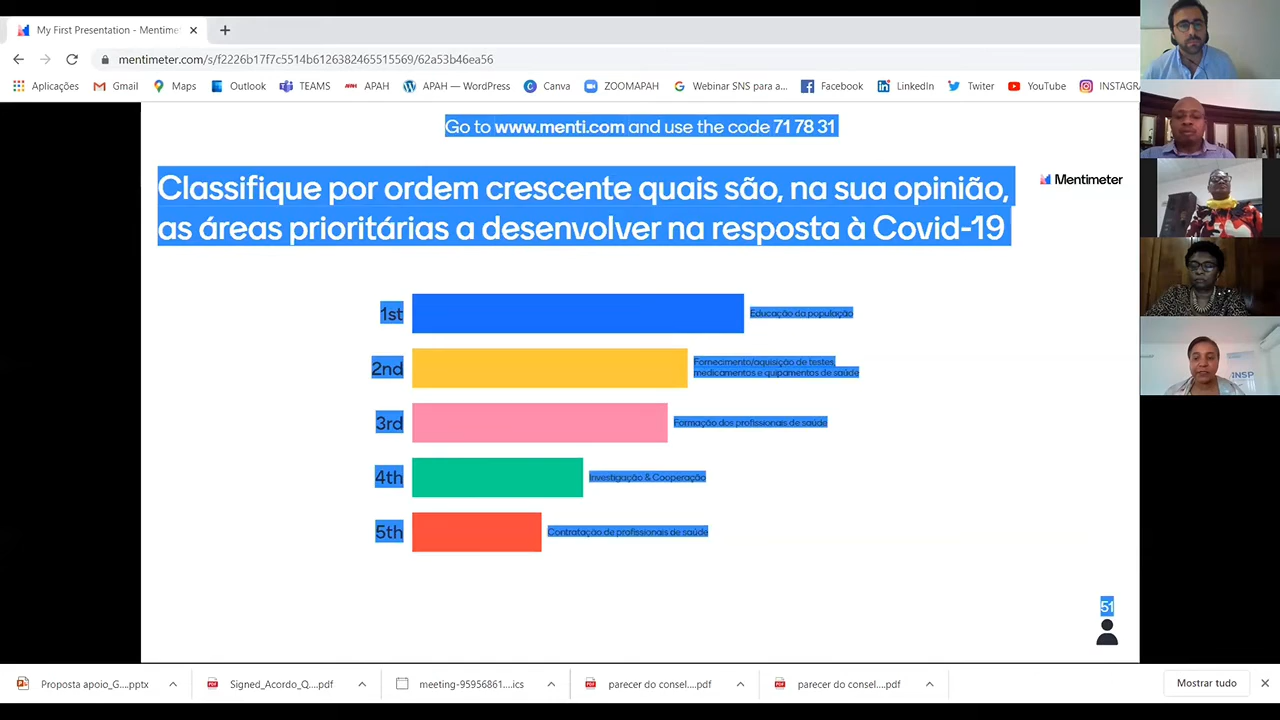 My First Presentation - Mentime
mentimeter.com/s/f2226b17f7c5514b6126382465515569/62a53b46ea56
Aplicações Gmail Maps Outlook TEAMS APAH APAH — WordPress Canva ZOOMAPAH Webinar SNS para a... Facebook LinkedIn Twiter YouTube INSTAGRA
Go to www.menti.com and use the code 71 78 31
Classifique por ordem crescente quais são, na sua opinião,
as áreas prioritárias a desenvolver na resposta à Covid-19
Mentimeter
1st Educação da população
2nd Fornecimento/aquisição de testes,
medicamentos e quipamentos de saúde
3rd Formação dos profissionais de saúde
4th Investigação & Cooperação
5th Contratação de profissionais de saúde
INSP
51
Proposta apoio_G....pptx Signed_Acordo_Q....pdf meeting-95956861....ics parecer do consel....pdf parecer do consel....pdf Mostrar tudo